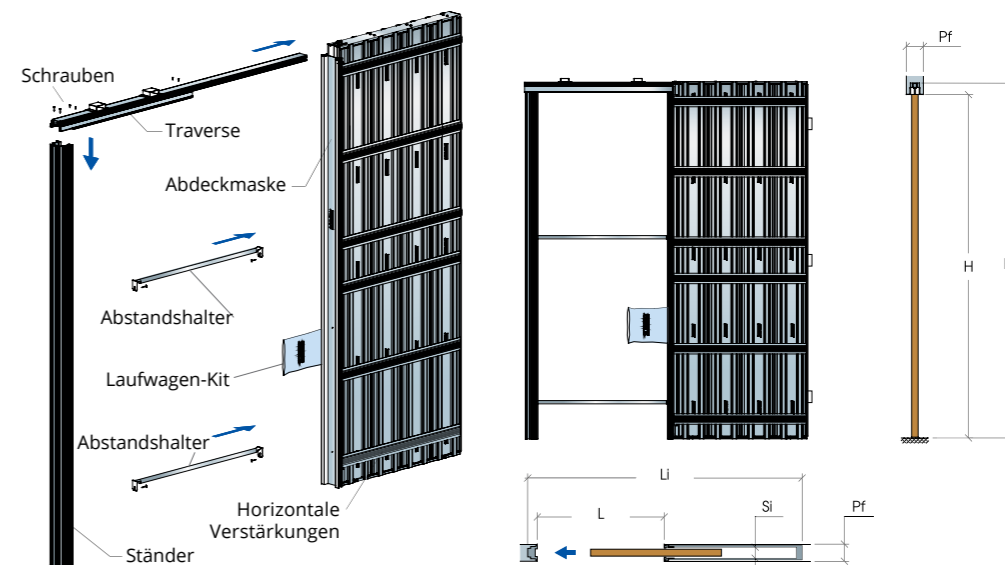 Schrauben
Traverse
Abdeckmaske
Abstandshalter
Laufwagen-Kit
Abstandshalter
Horizontale
Verstärkungen
Ständer
Pf
H
Li
L
Si
Pf